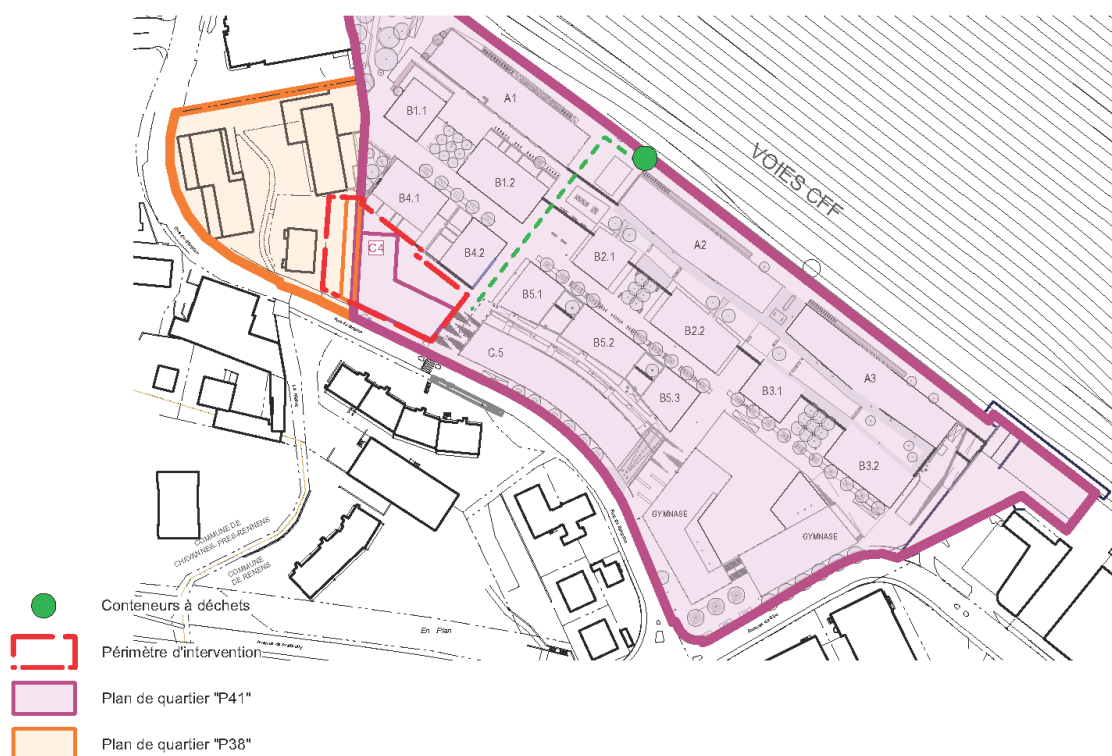 A1
B1.1
VOIES CFF
B1.2
B4.1
A2
C4
B4.2
B2.1
B5.1
B2.2
B5.2
C.5
A3
B3.1
B5.3
B3.2
GYMNASE
GYMNASE
COMMUNE DE
CHAVANNES-PRES-RENENS
COMMUNE
DE RENENS
En Plan
Conteneurs à déchets
Périmètre d'intervention
Plan de quartier "P41"
Plan de quartier "P38"